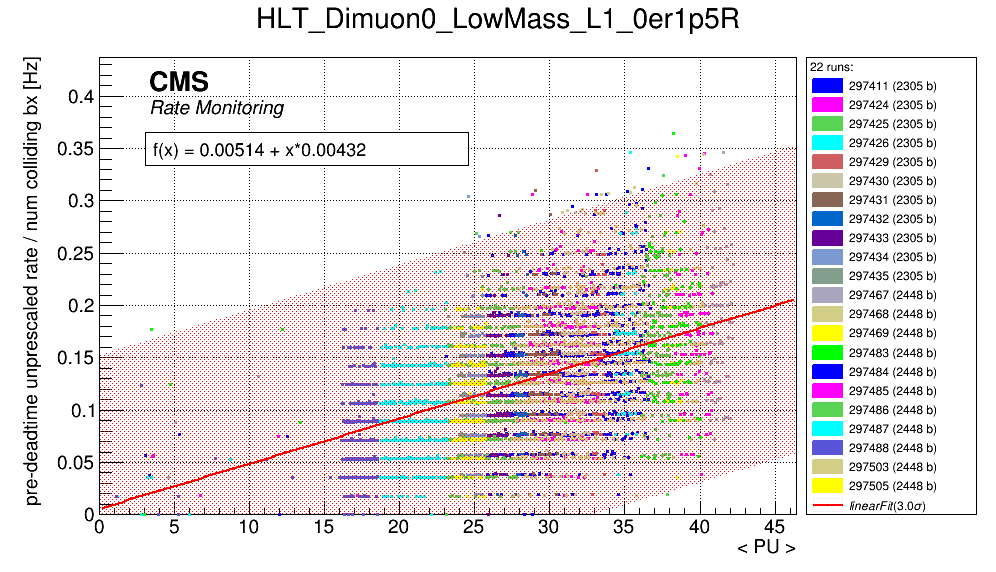 HLT_Dimuon0_LowMass_L1_0er1p5R
pre-deadtime unprescaled rate / num colliding bx [Hz]
CMS
Rate Monitoring
f(x) = 0.00514 + x*0.00432
0.4
0.35
0.3
0.25
0.2
0.15
0.1
0.05
0
0 5 10 15 20 25 30 35 40 45
< PU >
22 runs:
297411 (2305 b)
297424 (2305 b)
297425 (2305 b)
297426 (2305 b)
297429 (2305 b)
297430 (2305 b)
297431 (2305 b)
297432 (2305 b)
297433 (2305 b)
297434 (2305 b)
297435 (2305 b)
297467 (2448 b)
297468 (2448 b)
297469 (2448 b)
297483 (2448 b)
297484 (2448 b)
297485 (2448 b)
297486 (2448 b)
297487 (2448 b)
297488 (2448 b)
297503 (2448 b)
297505 (2448 b)
linearFit(3.0σ)